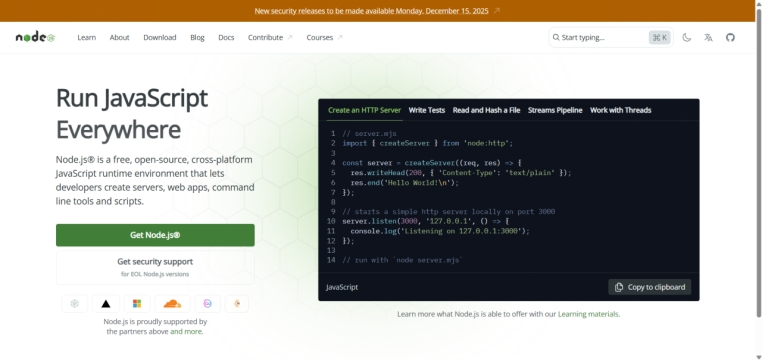 New security releases to be made available Monday, December 15, 2025
node
Learn About Download Blog Docs Contribute Courses
Start typing... ⌘ K
Run JavaScript
Everywhere
Node.js® is a free, open-source, cross-platform
JavaScript runtime environment that lets
developers create servers, web apps, command
line tools and scripts.
Get Node.js®
Get security support
for EOL Node.js versions
Node.js is proudly supported by
the partners above and more.
Create an HTTP Server Write Tests Read and Hash a File Streams Pipeline Work with Threads
1 // server.mjs
2 import { createServer } from 'node:http';
3
4 const server = createServer((req, res) => {
5 res.writeHead(200, { 'Content-Type': 'text/plain' });
6 res.end('Hello World!\n');
7 });
8
9 // starts a simple http server locally on port 3000
10 server.listen(3000, '127.0.0.1', () => {
11 console.log('Listening on 127.0.0.1:3000');
12 });
13
14 // run with `node server.mjs`
JavaScript Copy to clipboard
Learn more what Node.js is able to offer with our Learning materials.